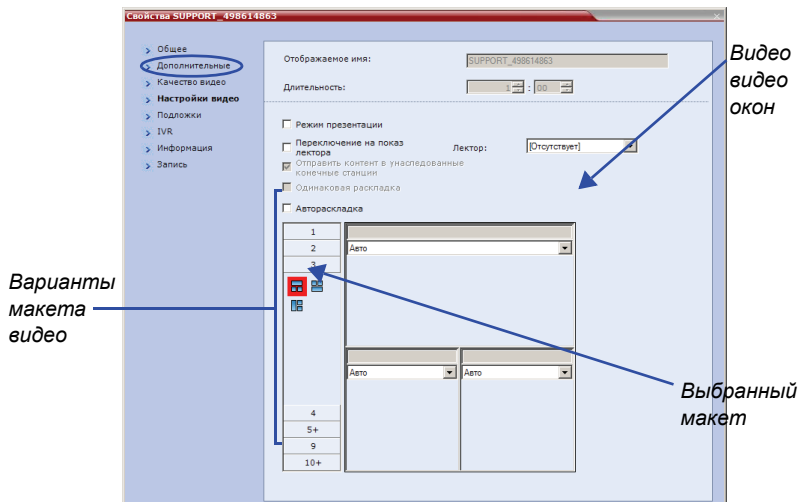 Свойства SUPPORT_498614863
Общее
Дополнительные
Качество видео
Настройки видео
Подложки
IVR
Информация
Запись
Отображаемое имя:
SUPPORT_498614863
Длительность:
1 : 00
Режим презентации
Переключение на показ
лектора
Лектор:
[Отсутствует]
Отправить контент в унаследованные
конечные станции
Одинаковая раскладка
Автораскладка
1
2
3
4
5+
9
10+
Авто
Авто
Авто
Видео
видео
окон
Варианты
макета
видео
Выбранный
макет